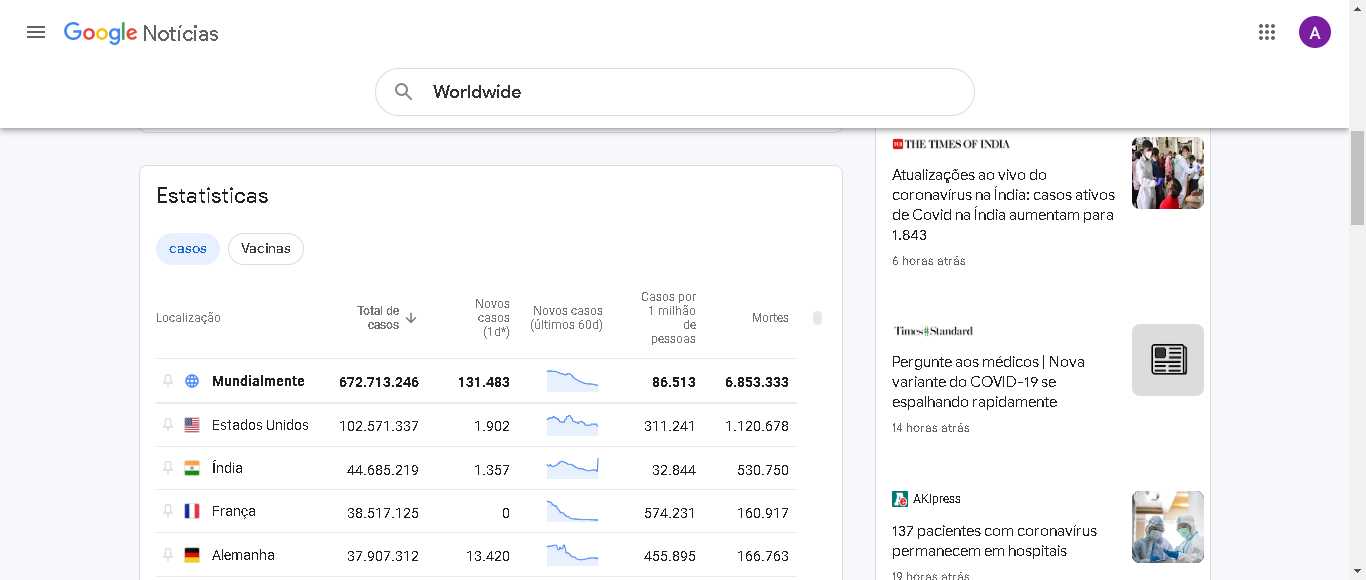 Google Notícias
A
Worldwide
Estatisticas
casos
Vacinas
Localização
Total de
casos
Novos
casos
(1d*)
Novos casos
(últimos 60d)
Casos por
1 milhão
de
pessoas
Mortes
Mundialmente 672.713.246 131.483 86.513 6.853.333
Estados Unidos 102.571.337 1.902 311.241 1.120.678
Índia 44.685.219 1.357 32.844 530.750
França 38.517.125 0 574.231 160.917
Alemanha 37.907.312 13.420 455.895 166.763
THE TIMES OF INDIA
Atualizações ao vivo do
coronavírus na Índia: casos ativos
de Covid na Índia aumentam para
1.843
6 horas atrás
Times Standard
Pergunte aos médicos | Nova
variante do COVID-19 se
espalhando rapidamente
14 horas atrás
AKIpress
137 pacientes com coronavírus
permanecem em hospitais
19 horas atrás